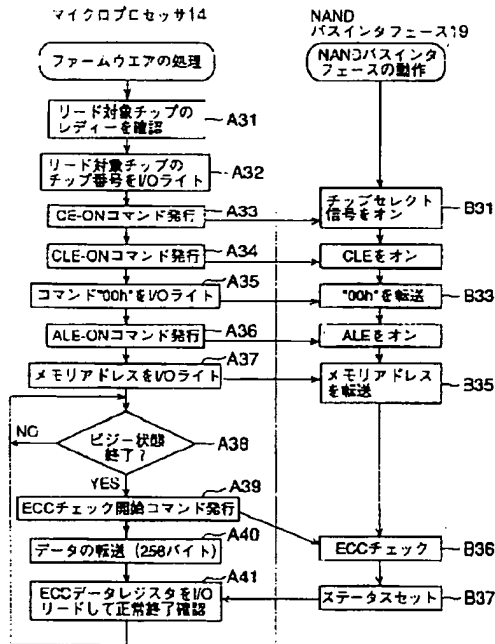 マイクロプロセッサ14
NAND
バスインタフェース19
ファームウエアの処理
NANDバスインタ
フェースの動作
リード対象チップの
レディーを確認
A31
リード対象チップの
チップ番号をI/Oライト
A32
CE-ONコマンド発行
A33
チップセレクト
信号をオン
B31
CLE-ONコマンド発行
A34
CLEをオン
コマンド"00h"をI/Oライト
A35
"00h"を転送
B33
ALE-ONコマンド発行
A36
ALEをオン
メモリアドレスをI/Oライト
A37
メモリアドレス
を転送
B35
ビジー状態
終了?
A38
NO
YES
ECCチェック開始コマンド発行
A39
データの転送(256バイト)
A40
ECCチェック
B36
ECCデータレジスタをI/O
リードして正常終了確認
A41
ステータスセット
B37